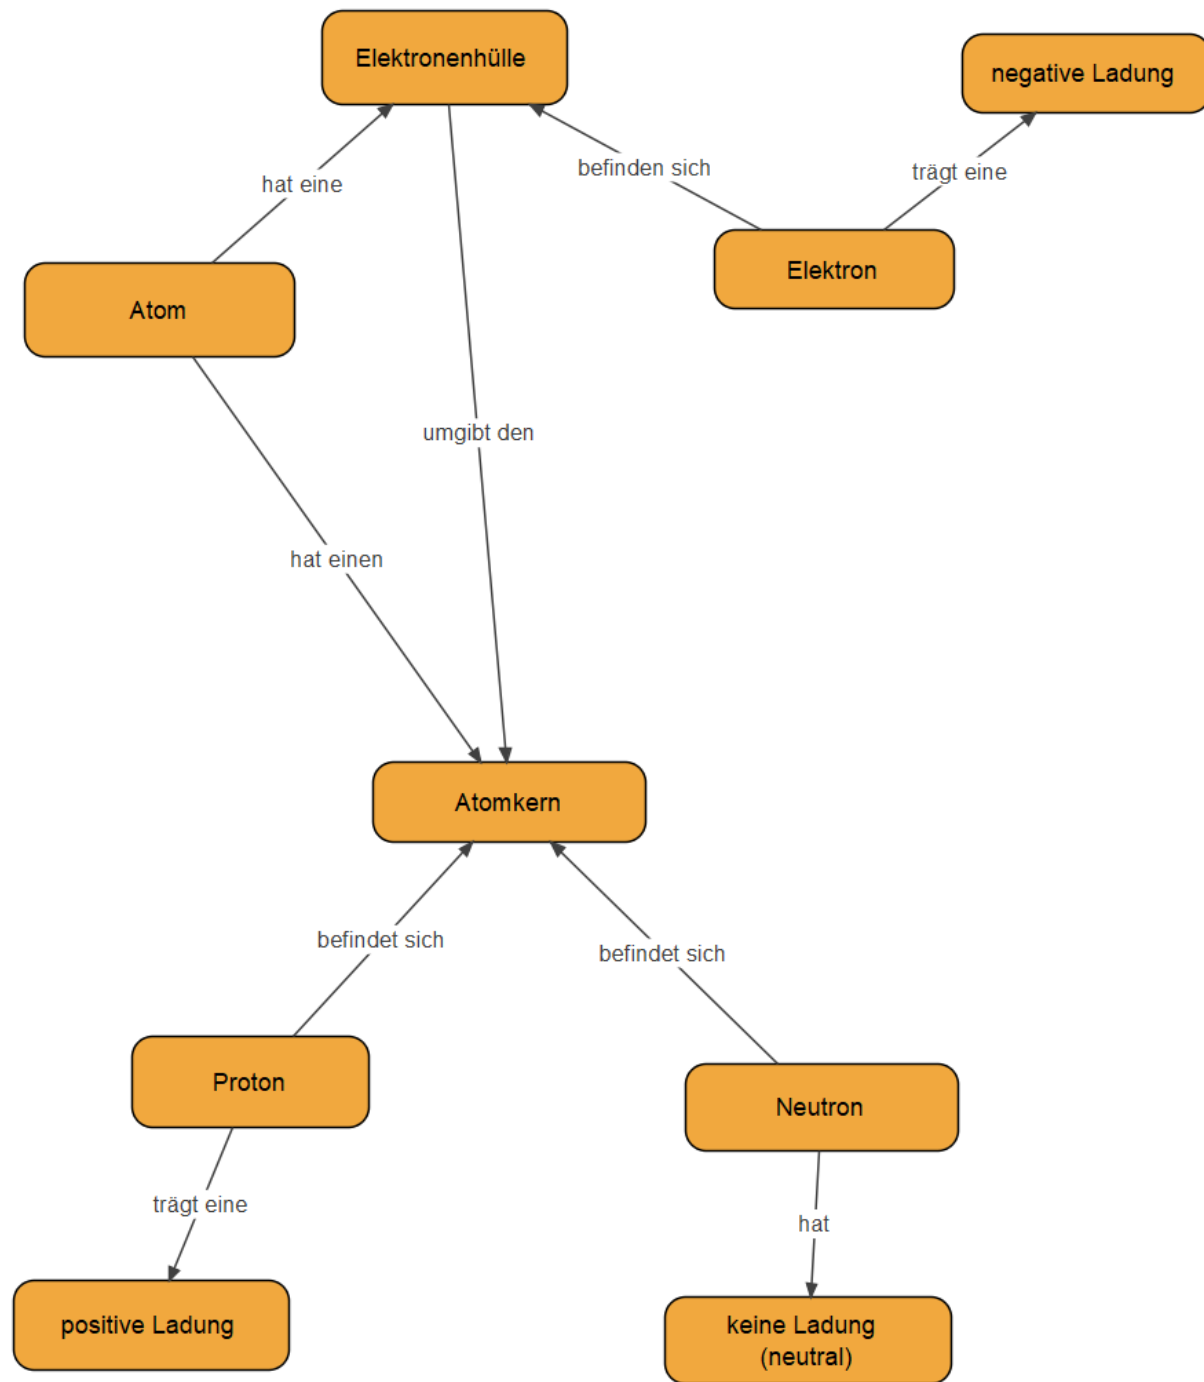 Elektronenhülle
negative Ladung
befinden sich
trägt eine
hat eine
Elektron
Atom
umgibt den
hat einen
Atomkern
befindet sich
befindet sich
Proton
Neutron
trägt eine
hat
positive Ladung
keine Ladung
(neutral)